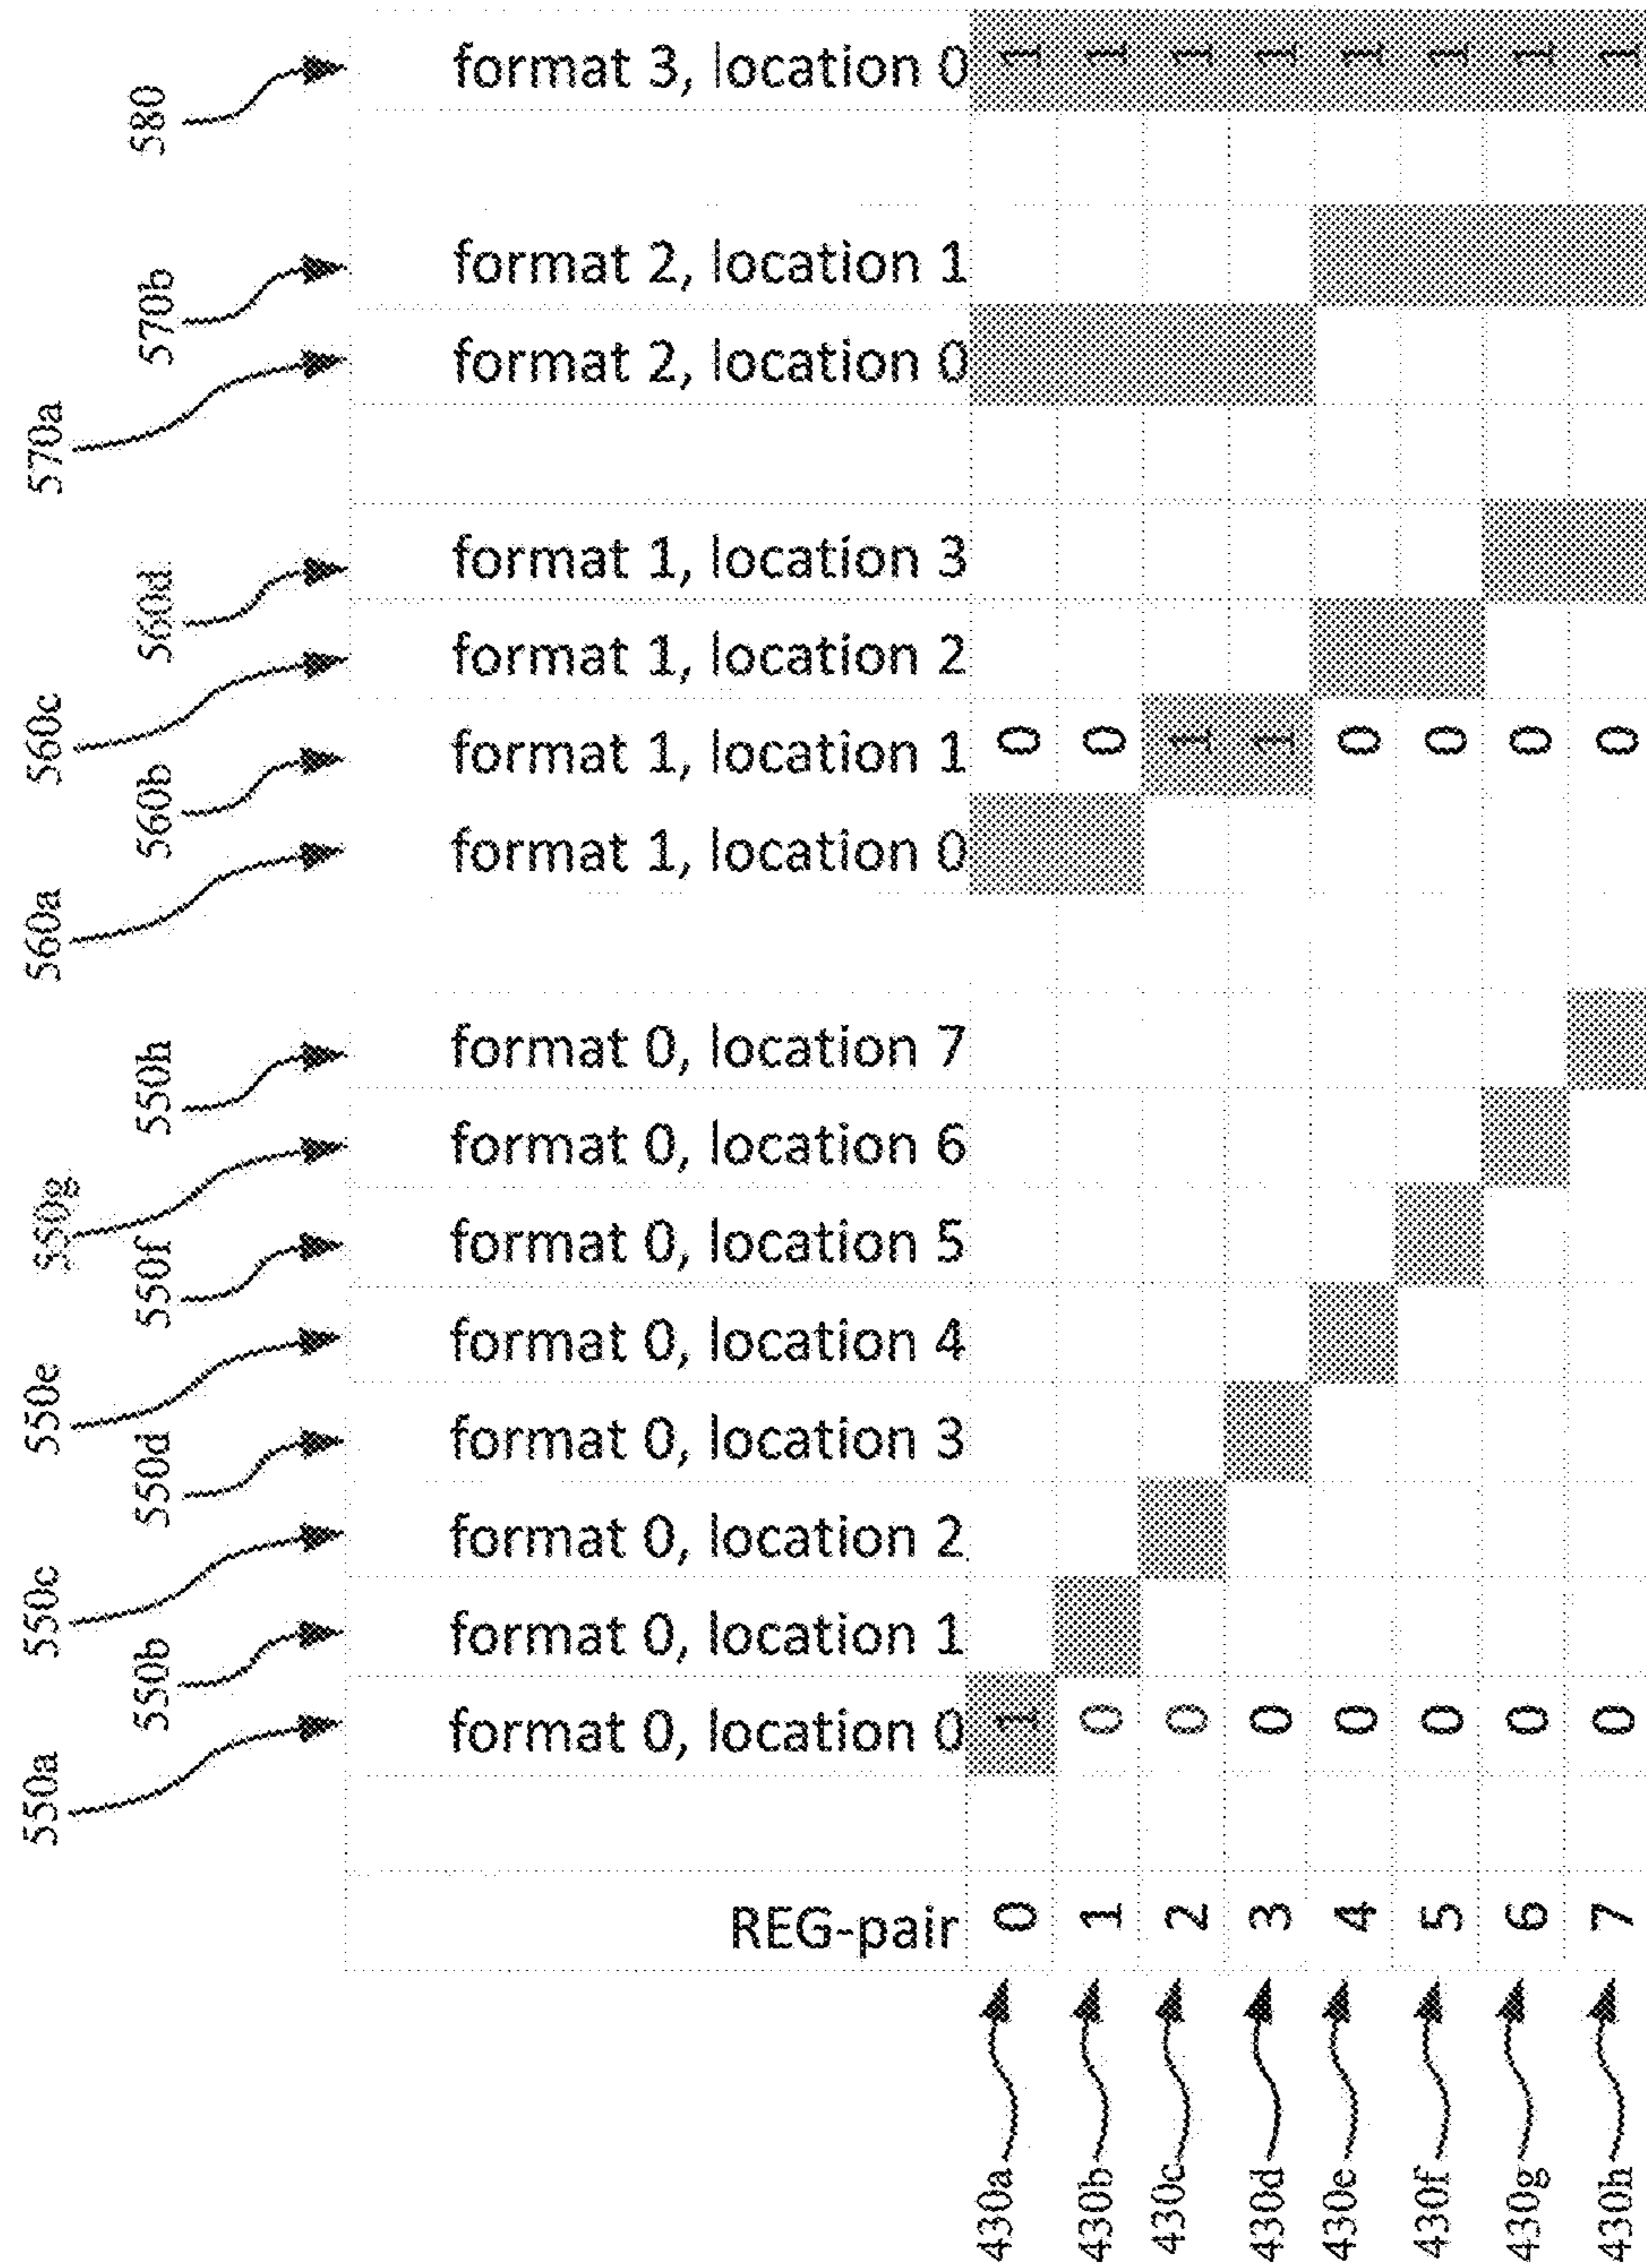 580
format 3, location 0 1 1 1 1 1 1 1 1
570b
format 2, location 1
570a
format 2, location 0
560d
format 1, location 3
560c
format 1, location 2
560b
format 1, location 1 0 0 1 1 0 0 0 0
560a
format 1, location 0
550h
format 0, location 7
550g
format 0, location 6
550f
format 0, location 5
550e
format 0, location 4
550d
format 0, location 3
550c
format 0, location 2
550b
format 0, location 1
550a
format 0, location 0 1 0 0 0 0 0 0 0
REG-pair 0 1 2 3 4 5 6 7
430a 430b 430c 430d 430e 430f 430g 430h